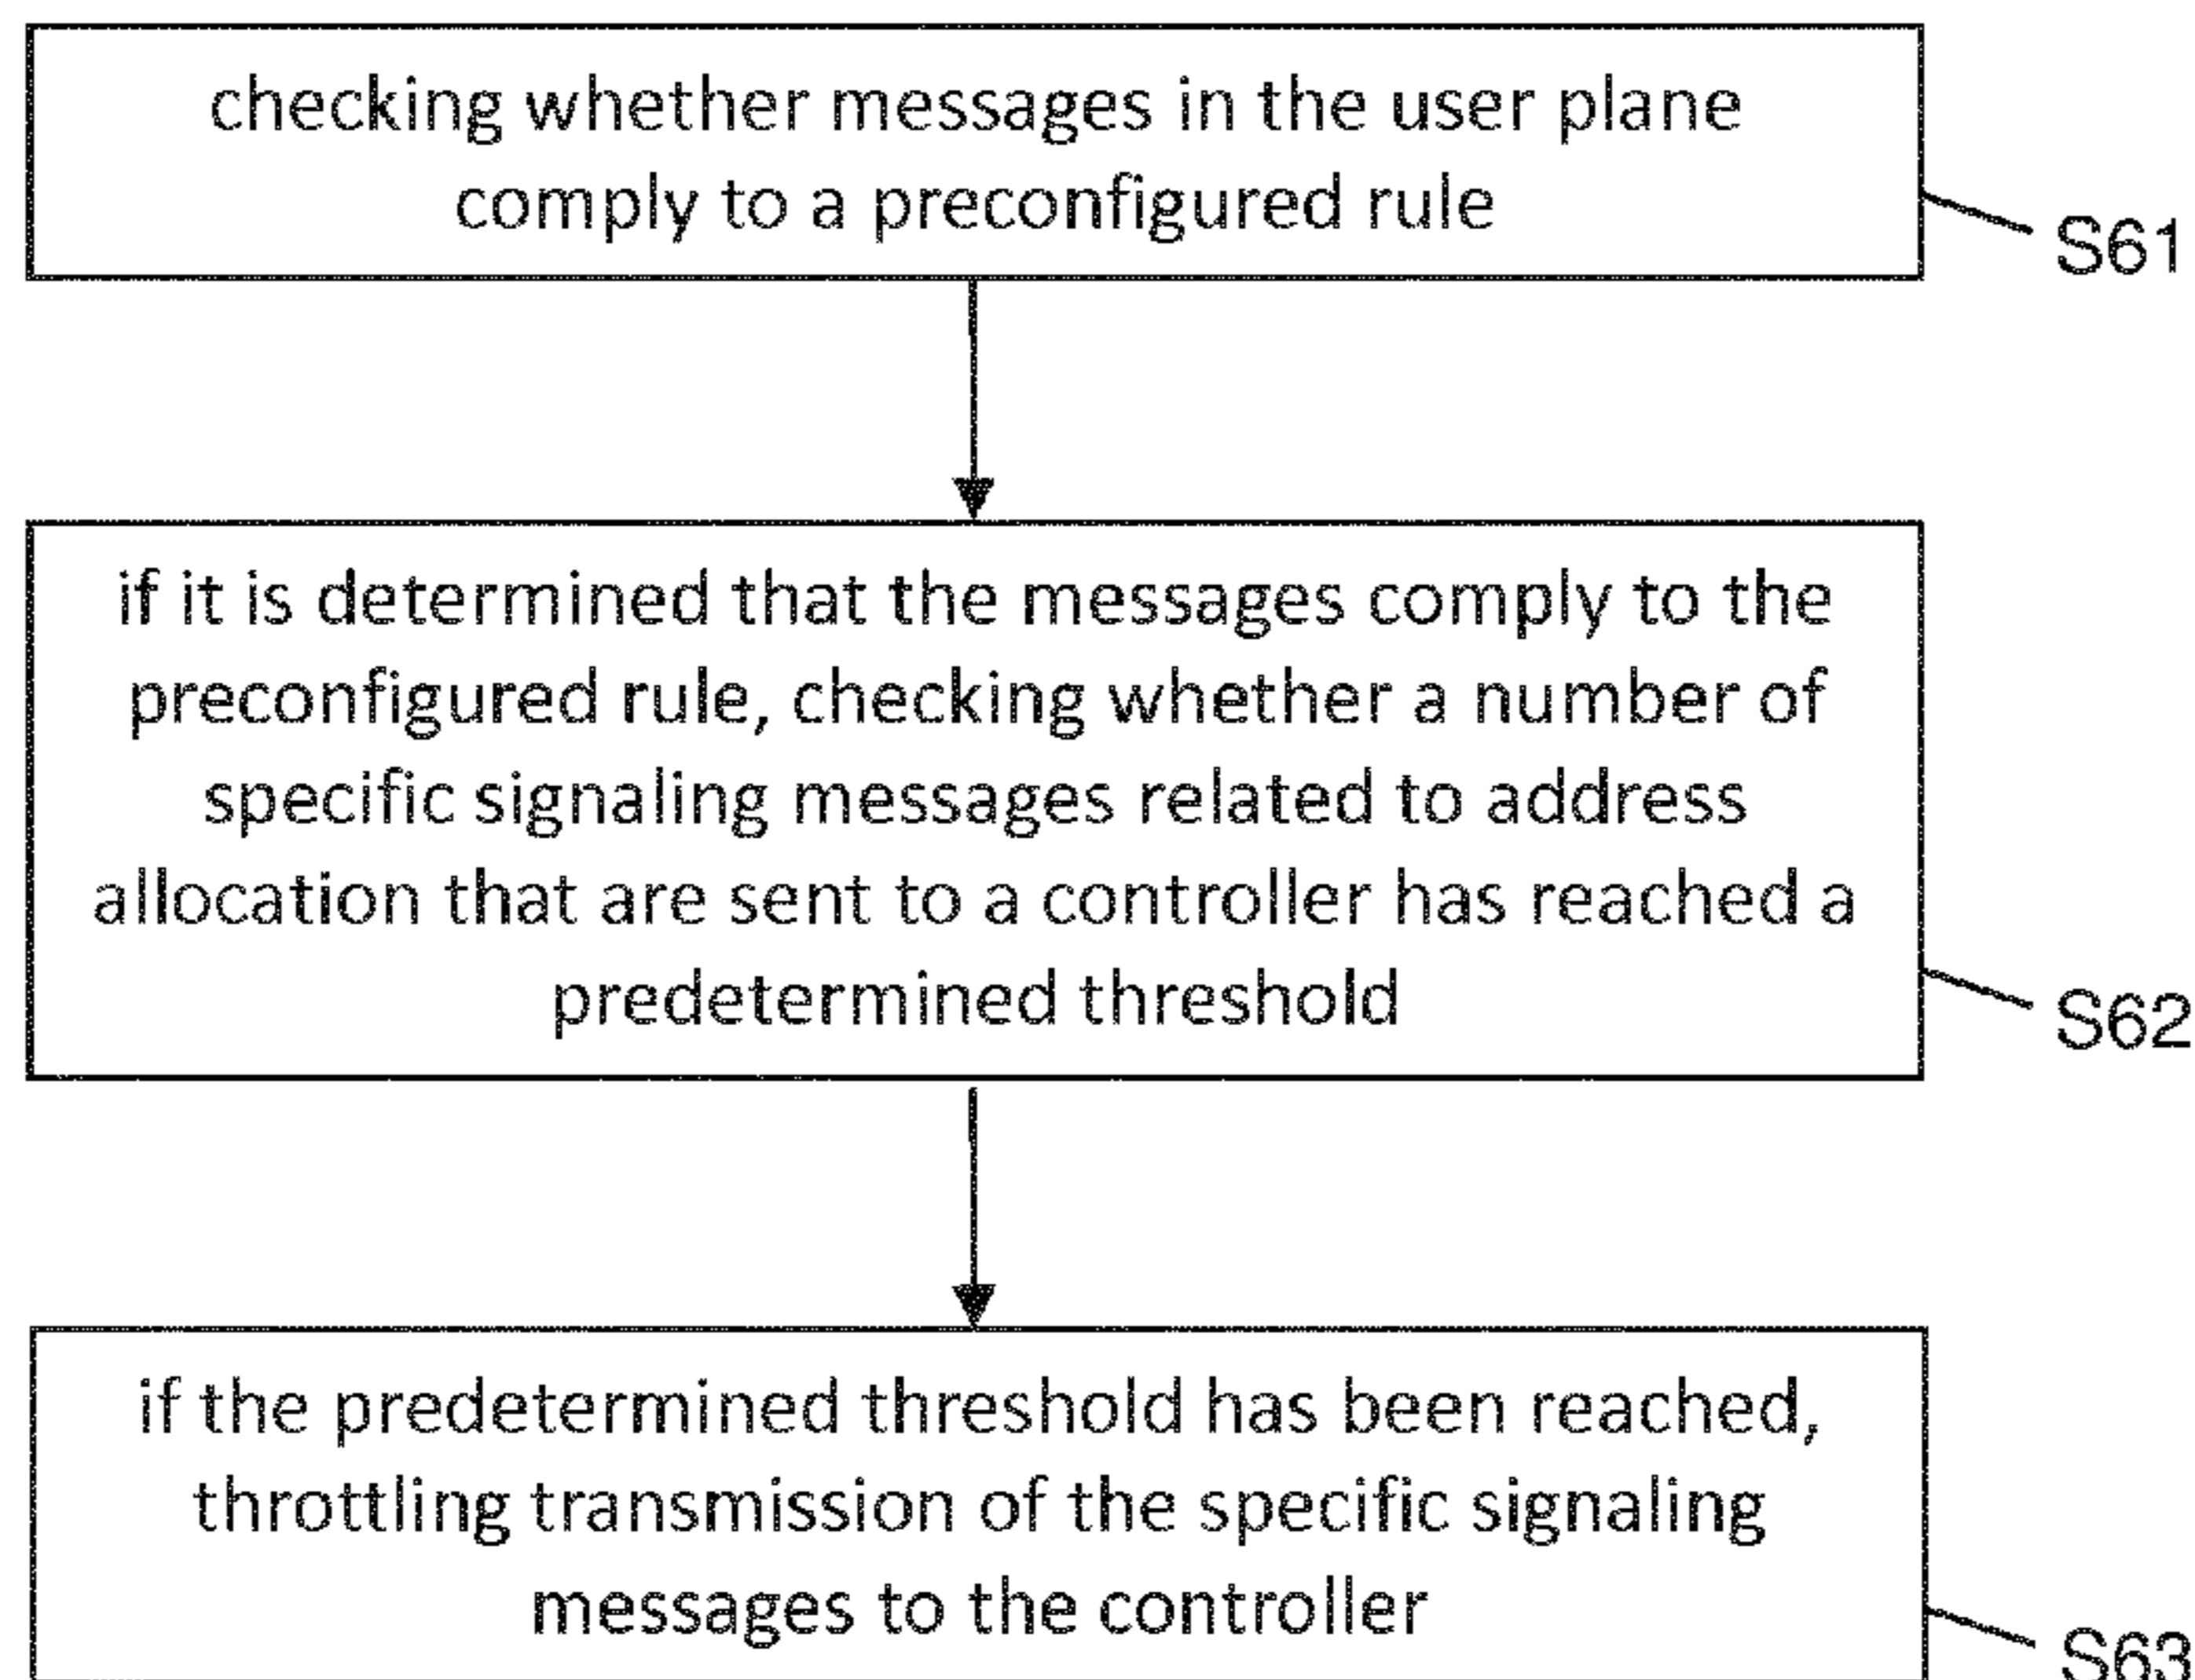 checking whether messages in the user plane
comply to a preconfigured rule
S61
if it is determined that the messages comply to the
preconfigured rule, checking whether a number of
specific signaling messages related to address
allocation that are sent to a controller has reached a
predetermined threshold
S62
if the predetermined threshold has been reached,
throttling transmission of the specific signaling
messages to the controller
S63